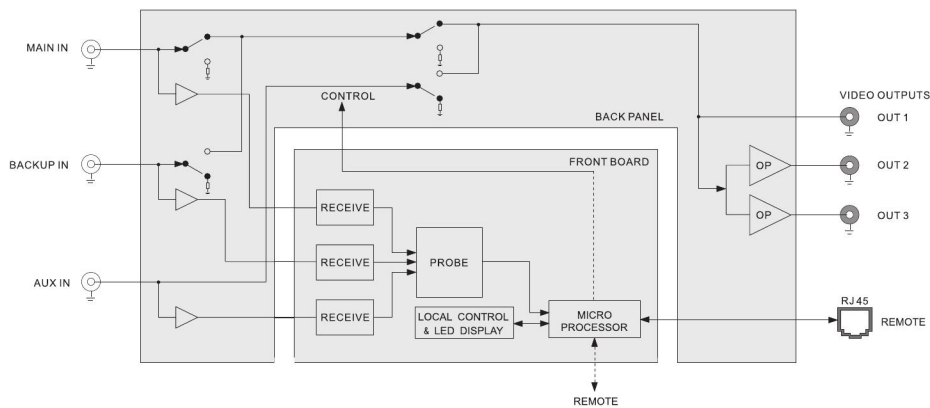 MAIN IN
CONTROL
VIDEO OUTPUTS
BACK PANEL
OUT 1
BACKUP IN
FRONT BOARD
OP
OUT 2
RECEIVE
OP
OUT 3
RECEIVE
PROBE
AUX IN
RECEIVE
LOCAL CONTROL
& LED DISPLAY
MICRO
PROCESSOR
RJ45
REMOTE
REMOTE